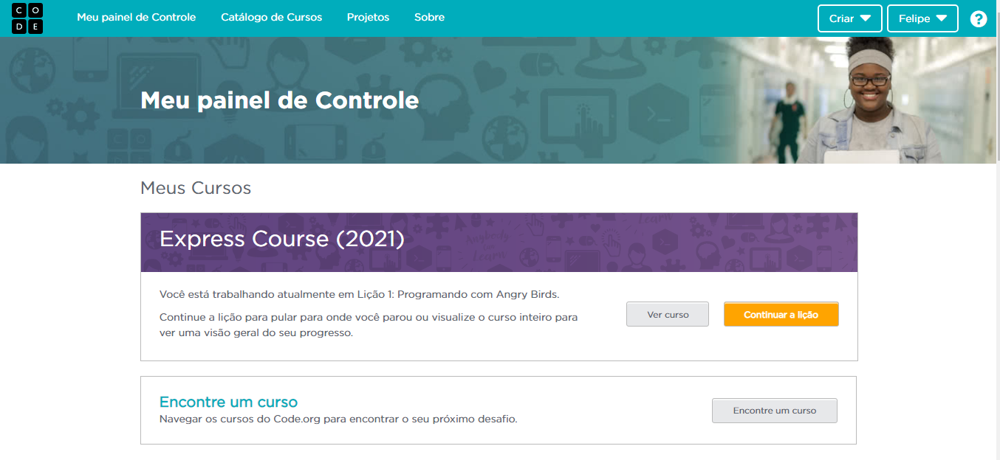 C O
D E
Meu painel de Controle
Catálogo de Cursos
Projetos
Sobre
Criar
Felipe
?
Meu painel de Controle
Meus Cursos
Express Course (2021)
Você está trabalhando atualmente em Lição 1: Programando com Angry Birds.
Continue a lição para pular para onde você parou ou visualize o curso inteiro para
ver uma visão geral do seu progresso.
Ver curso
Continuar a lição
Encontre um curso
Navegar os cursos do Code.org para encontrar o seu próximo desafio.
Encontre um curso